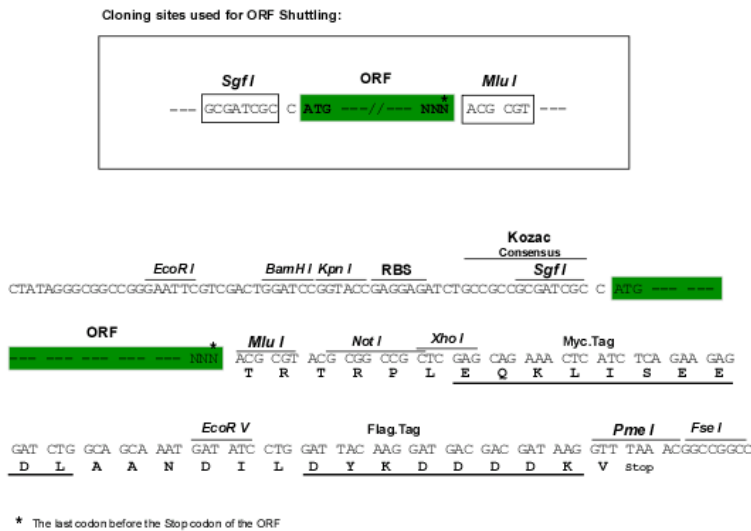 Cloning sites used for ORF Shuttling:
Sgf I ORF Mlu I
*
--- GCGATCGC C ATG ---//--- NNN ACG CGT ---
Kozac
Consensus
EcoR I BamH I Kpn I RBS Sgf I
CTATAGGGCGGCCGGGAATTCGTCGACTGGATCCGGTACCGAGGAGATCTGCCGCCGCGATCGC C ATG --- ---
ORF * Mlu I Not I Xho I Myc.Tag
--- --- --- --- --- NNN ACG CGT ACG CGG CCG CTC GAG CAG AAA CTC ATC TCA GAA GAG
T R T R P L E Q K L I S E E
EcoR V Flag.Tag Pme I Fse I
GAT CTG GCA GCA AAT GAT ATC CTG GAT TAC AAG GAT GAC GAC GAT AAG GTT TAA ACGGCCGGCC
D L A A N D I L D Y K D D D D K V Stop
* The last codon before the Stop codon of the ORF